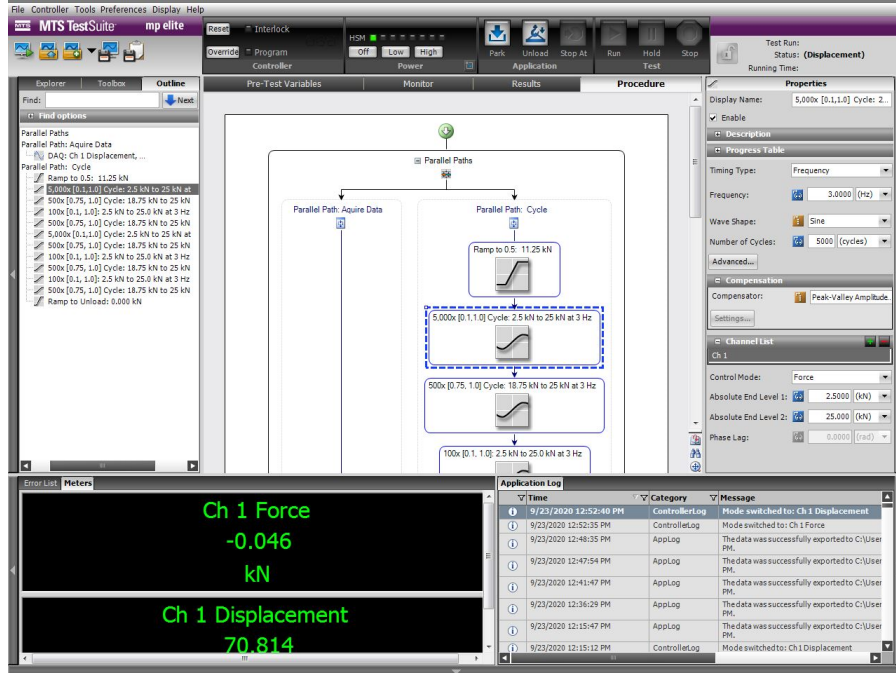 File Controller Tools Preferences Display Help
MTS TestSuite mp elite
Reset Interlock
Override Program
Controller
HSM
Off Low High
Power
Park Unload Stop At
Application
Run Hold Stop
Test
Test Run:
Status: (Displacement)
Running Time:
Explorer Toolbox Outline
Find: Next
Find options
Parallel Paths
Parallel Path: Aquire Data
DAQ: Ch 1 Displacement, ...
Parallel Path: Cycle
Ramp to 0.5: 11.25 kN
5,000x [0.1,1.0] Cycle: 2.5 kN to 25 kN at
500x [0.75, 1.0] Cycle: 18.75 kN to 25 kN
100x [0.1, 1.0]: 2.5 kN to 25.0 kN at 3 Hz
500x [0.75, 1.0] Cycle: 18.75 kN to 25 kN
5,000x [0.1,1.0] Cycle: 2.5 kN to 25 kN at
500x [0.75, 1.0] Cycle: 18.75 kN to 25 kN
100x [0.1, 1.0]: 2.5 kN to 25.0 kN at 3 Hz
500x [0.75, 1.0] Cycle: 18.75 kN to 25 kN
100x [0.1, 1.0]: 2.5 kN to 25.0 kN at 3 Hz
500x [0.75, 1.0] Cycle: 18.75 kN to 25 kN
Ramp to Unload: 0.000 kN
Pre-Test Variables Monitor Results Procedure
Parallel Paths
Parallel Path: Aquire Data
Parallel Path: Cycle
Ramp to 0.5: 11.25 kN
5,000x [0.1,1.0] Cycle: 2.5 kN to 25 kN at 3 Hz
500x [0.75, 1.0] Cycle: 18.75 kN to 25 kN at 3 Hz
100x [0.1, 1.0]: 2.5 kN to 25.0 kN at 3 Hz
Properties
Display Name: 5,000x [0.1,1.0] Cycle: 2...
Enable
Description
Progress Table
Timing Type: Frequency
Frequency: 3.0000 (Hz)
Wave Shape: Sine
Number of Cycles: 5000 (cycles)
Advanced...
Compensation
Compensator: Peak-Valley Amplitude
Settings...
Channel List
Ch 1
Control Mode: Force
Absolute End Level 1: 2.5000 (kN)
Absolute End Level 2: 25.000 (kN)
Phase Lag: 0.0000 (rad)
Error List Meters
Ch 1 Force
-0.046
kN
Ch 1 Displacement
70.814
Application Log
Time Category Message
9/23/2020 12:52:40 PM ControllerLog Mode switched to: Ch 1 Displacement
9/23/2020 12:52:35 PM ControllerLog Mode switched to: Ch 1 Force
9/23/2020 12:48:35 PM AppLog The data was successfully exported to C:\User
PM.
9/23/2020 12:47:54 PM AppLog The data was successfully exported to C:\User
PM.
9/23/2020 12:41:47 PM AppLog The data was successfully exported to C:\User
PM.
9/23/2020 12:36:29 PM AppLog The data was successfully exported to C:\User
PM.
9/23/2020 12:15:47 PM AppLog The data was successfully exported to C:\User
PM.
9/23/2020 12:15:12 PM ControllerLog Mode switched to: Ch 1 Displacement